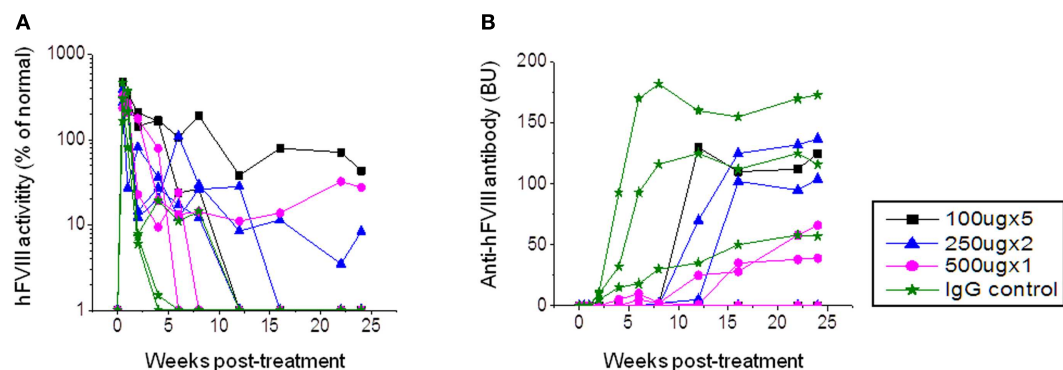 A
hFVIII actiivtity (% of normal)
1000
100
10
1
0
5
10
15
20
25
Weeks post-treatment
B
Anti-hFVIII antibody (BU)
200
150
100
50
0
0
5
10
15
20
25
Weeks post-treatment
100ugx5
250ugx2
500ugx1
IgG control